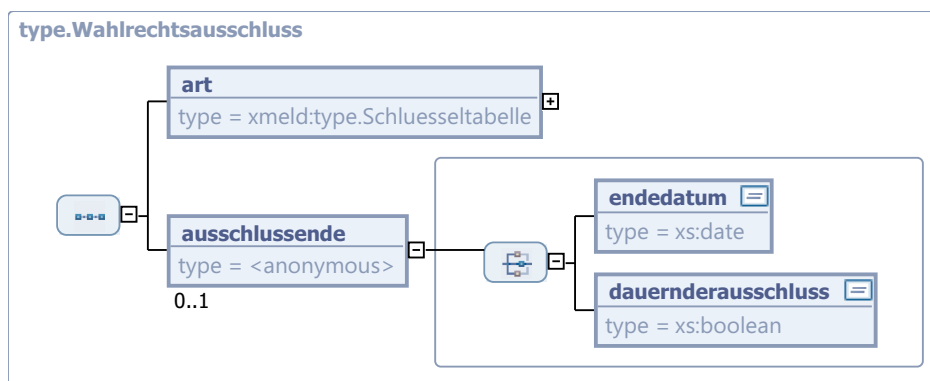 type.Wahlrechtsausschluss
art
type = xmeld:type.Schluesseltabelle
ausschlussende
type = <anonymous>
0..1
endedatum
type = xs:date
dauernderausschluss
type = xs:boolean